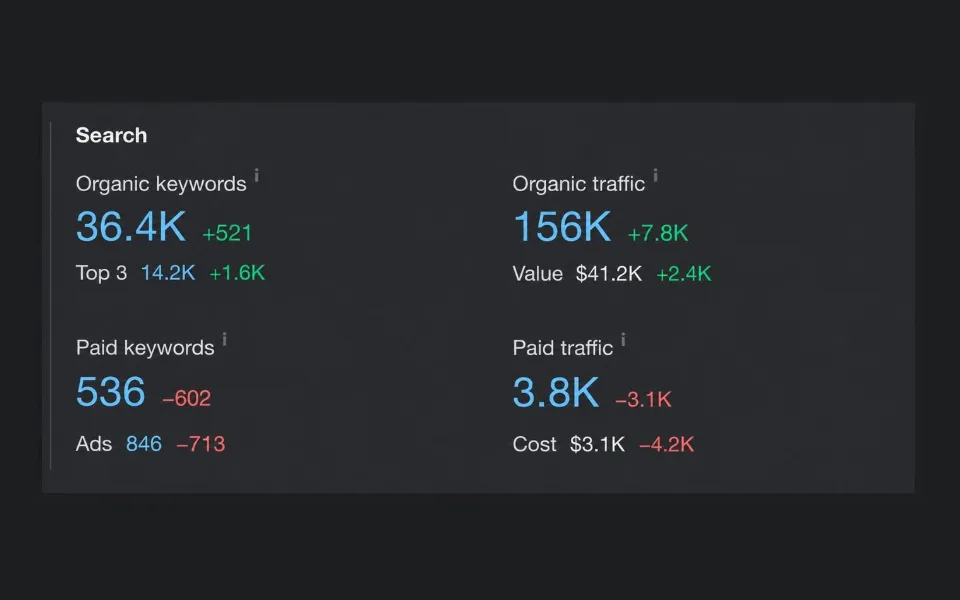 Search
Organic keywords i
36.4K +521
Top 3 14.2K +1.6K
Organic traffic i
156K +7.8K
Value $41.2K +2.4K
Paid keywords i
536 −602
Ads 846 −713
Paid traffic i
3.8K −3.1K
Cost $3.1K −4.2K